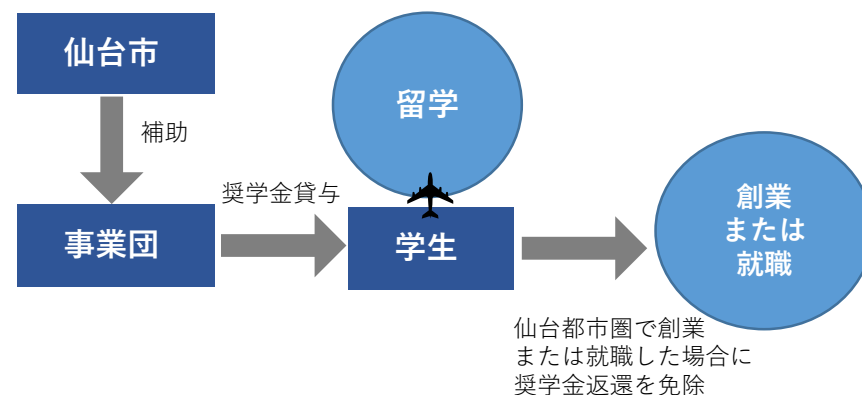 仙台市
補助
事業団
奨学金貸与
留学
学生
創業
または
就職
仙台都市圏で創業
または就職した場合に
奨学金返還を免除